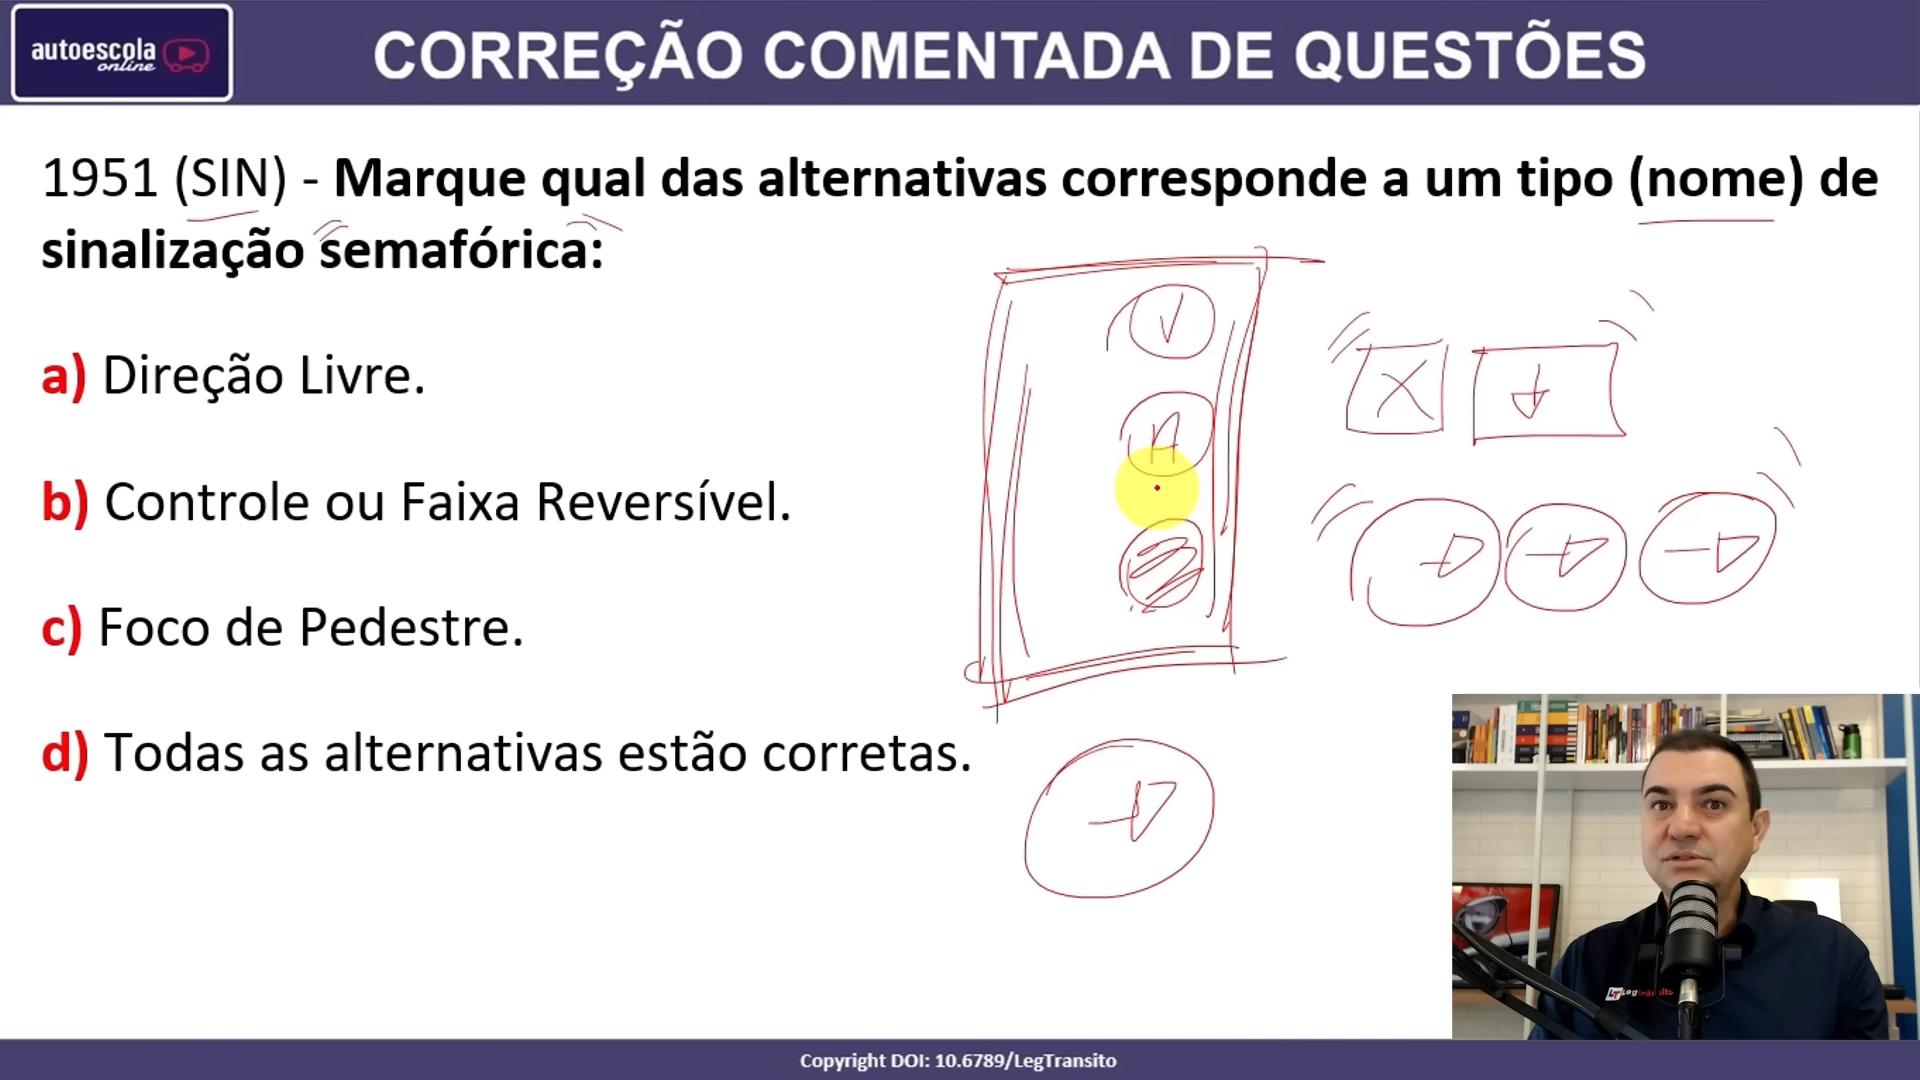 autoescola
online
CORREÇÃO COMENTADA DE QUESTÕES
1951 (SIN) - Marque qual das alternativas corresponde a um tipo (nome) de
sinalização semafórica:
a) Direção Livre.
b) Controle ou Faixa Reversível.
c) Foco de Pedestre.
d) Todas as alternativas estão corretas.
V
A
X
LT Legtrânsito
Copyright DOI: 10.6789/LegTransito